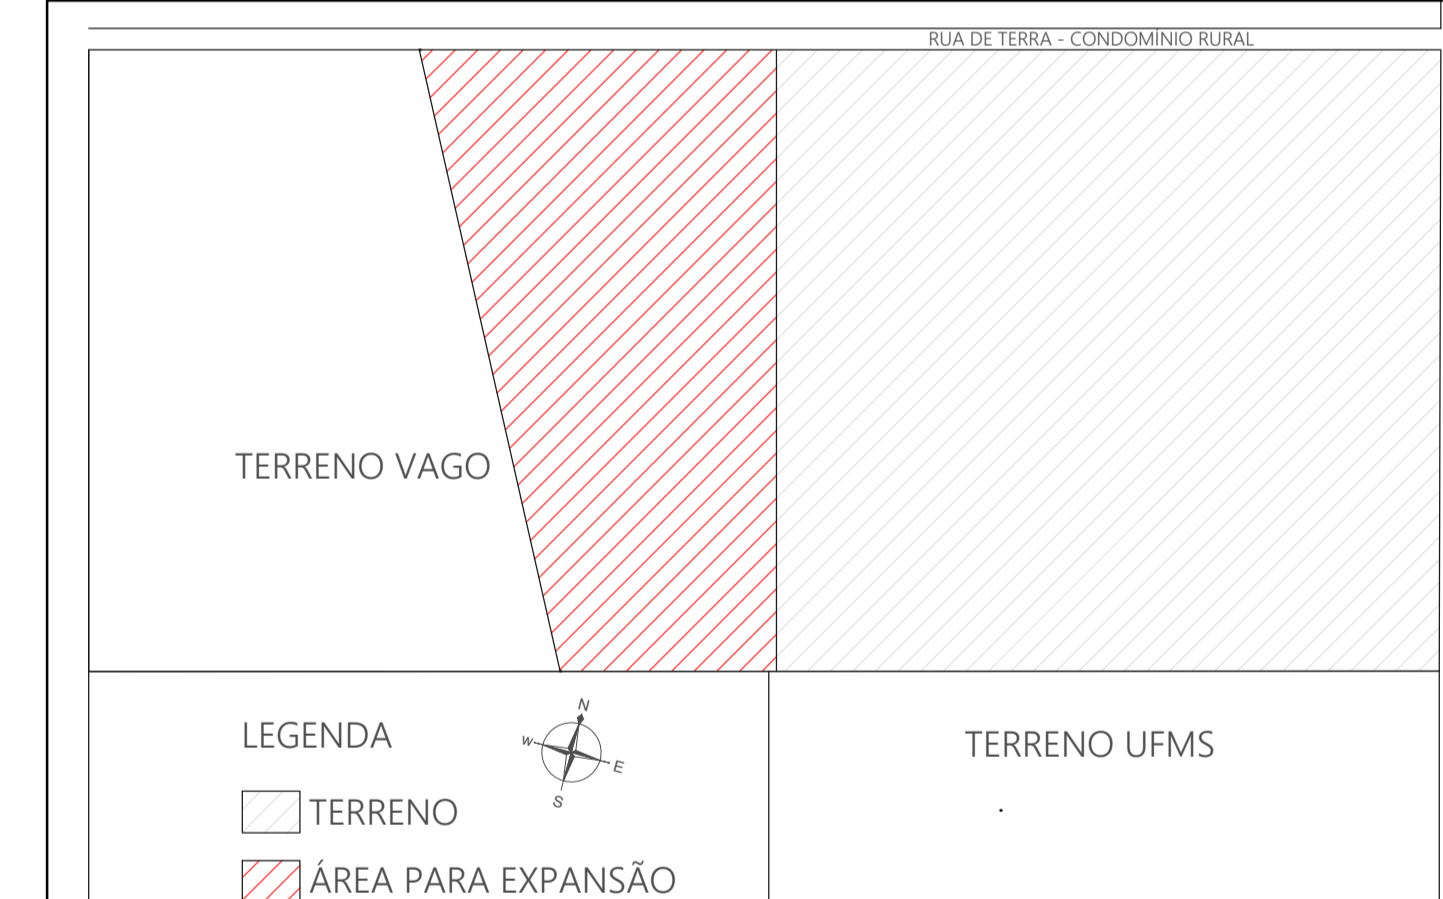 RUA DE TERRA - CONDOMÍNIO RURAL
TERRENO VAGO
LEGENDA
N
W
E
S
TERRENO UFMS
TERRENO
ÁREA PARA EXPANSÃO